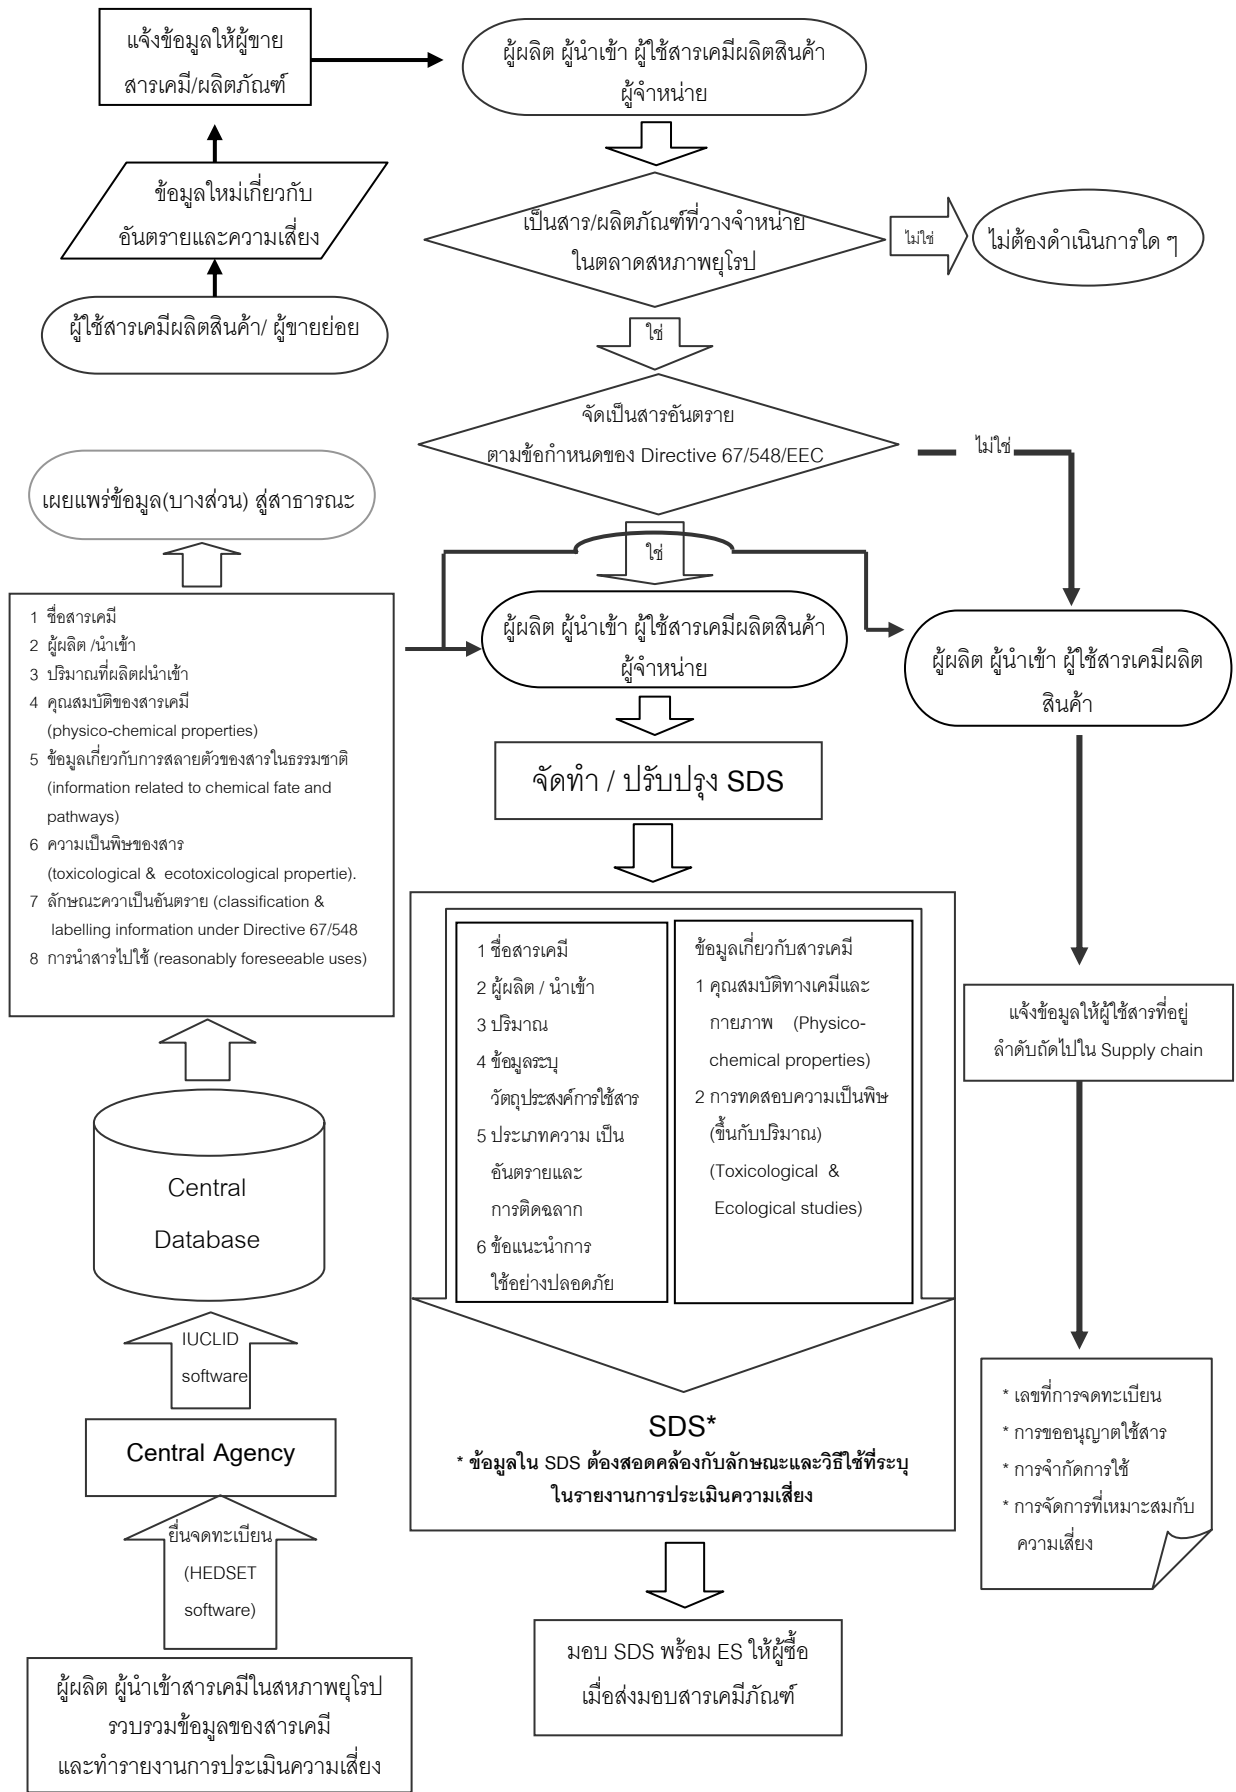 แจ้งข้อมูลให้ผู้ขาย
สารเคมี/ผลิตภัณฑ์
ผู้ผลิต ผู้นำเข้า ผู้ใช้สารเคมีผลิตสินค้า
ผู้จำหน่าย
ข้อมูลใหม่เกี่ยวกับ
อันตรายและความเสี่ยง
ผู้ใช้สารเคมีผลิตสินค้า/ ผู้ขายย่อย
เป็นสาร/ผลิตภัณฑ์ที่วางจำหน่าย
ในตลาดสหภาพยุโรป
ไม่ใช่
ไม่ต้องดำเนินการใด ๆ
ใช่
จัดเป็นสารอันตราย
ตามข้อกำหนดของ Directive 67/548/EEC
ไม่ใช่
ใช่
เผยแพร่ข้อมูล(บางส่วน) สู่สาธารณะ
1 ชื่อสารเคมี
2 ผู้ผลิต /นำเข้า
3 ปริมาณที่ผลิตฝนำเข้า
4 คุณสมบัติของสารเคมี
(physico-chemical properties)
5 ข้อมูลเกี่ยวกับการสลายตัวของสารในธรรมชาติ
(information related to chemical fate and
pathways)
6 ความเป็นพิษของสาร
(toxicological & ecotoxicological propertie).
7 ลักษณะควาเป็นอันตราย (classification &
labelling information under Directive 67/548
8 การนำสารไปใช้ (reasonably foreseeable uses)
ผู้ผลิต ผู้นำเข้า ผู้ใช้สารเคมีผลิตสินค้า
ผู้จำหน่าย
ผู้ผลิต ผู้นำเข้า ผู้ใช้สารเคมีผลิต
สินค้า
จัดทำ / ปรับปรุง SDS
1 ชื่อสารเคมี
2 ผู้ผลิต / นำเข้า
3 ปริมาณ
4 ข้อมูลระบุ
วัตถุประสงค์การใช้สาร
5 ประเภทความ เป็น
อันตรายและ
การติดฉลาก
6 ข้อแนะนำการ
ใช้อย่างปลอดภัย
ข้อมูลเกี่ยวกับสารเคมี
1 คุณสมบัติทางเคมีและ
กายภาพ (Physico-
chemical properties)
2 การทดสอบความเป็นพิษ
(ขึ้นกับปริมาณ)
(Toxicological &
Ecological studies)
แจ้งข้อมูลให้ผู้ใช้สารที่อยู่
ลำดับถัดไปใน Supply chain
Central
Database
IUCLID
software
Central Agency
ยื่นจดทะเบียน
(HEDSET
software)
ผู้ผลิต ผู้นำเข้าสารเคมีในสหภาพยุโรป
รวบรวมข้อมูลของสารเคมี
และทำรายงานการประเมินความเสี่ยง
SDS*
* ข้อมูลใน SDS ต้องสอดคล้องกับลักษณะและวิธีใช้ที่ระบุ
ในรายงานการประเมินความเสี่ยง
* เลขที่การจดทะเบียน
* การขออนุญาตใช้สาร
* การจำกัดการใช้
* การจัดการที่เหมาะสมกับ
ความเสี่ยง
มอบ SDS พร้อม ES ให้ผู้ซื้อ
เมื่อส่งมอบสารเคมีภัณฑ์